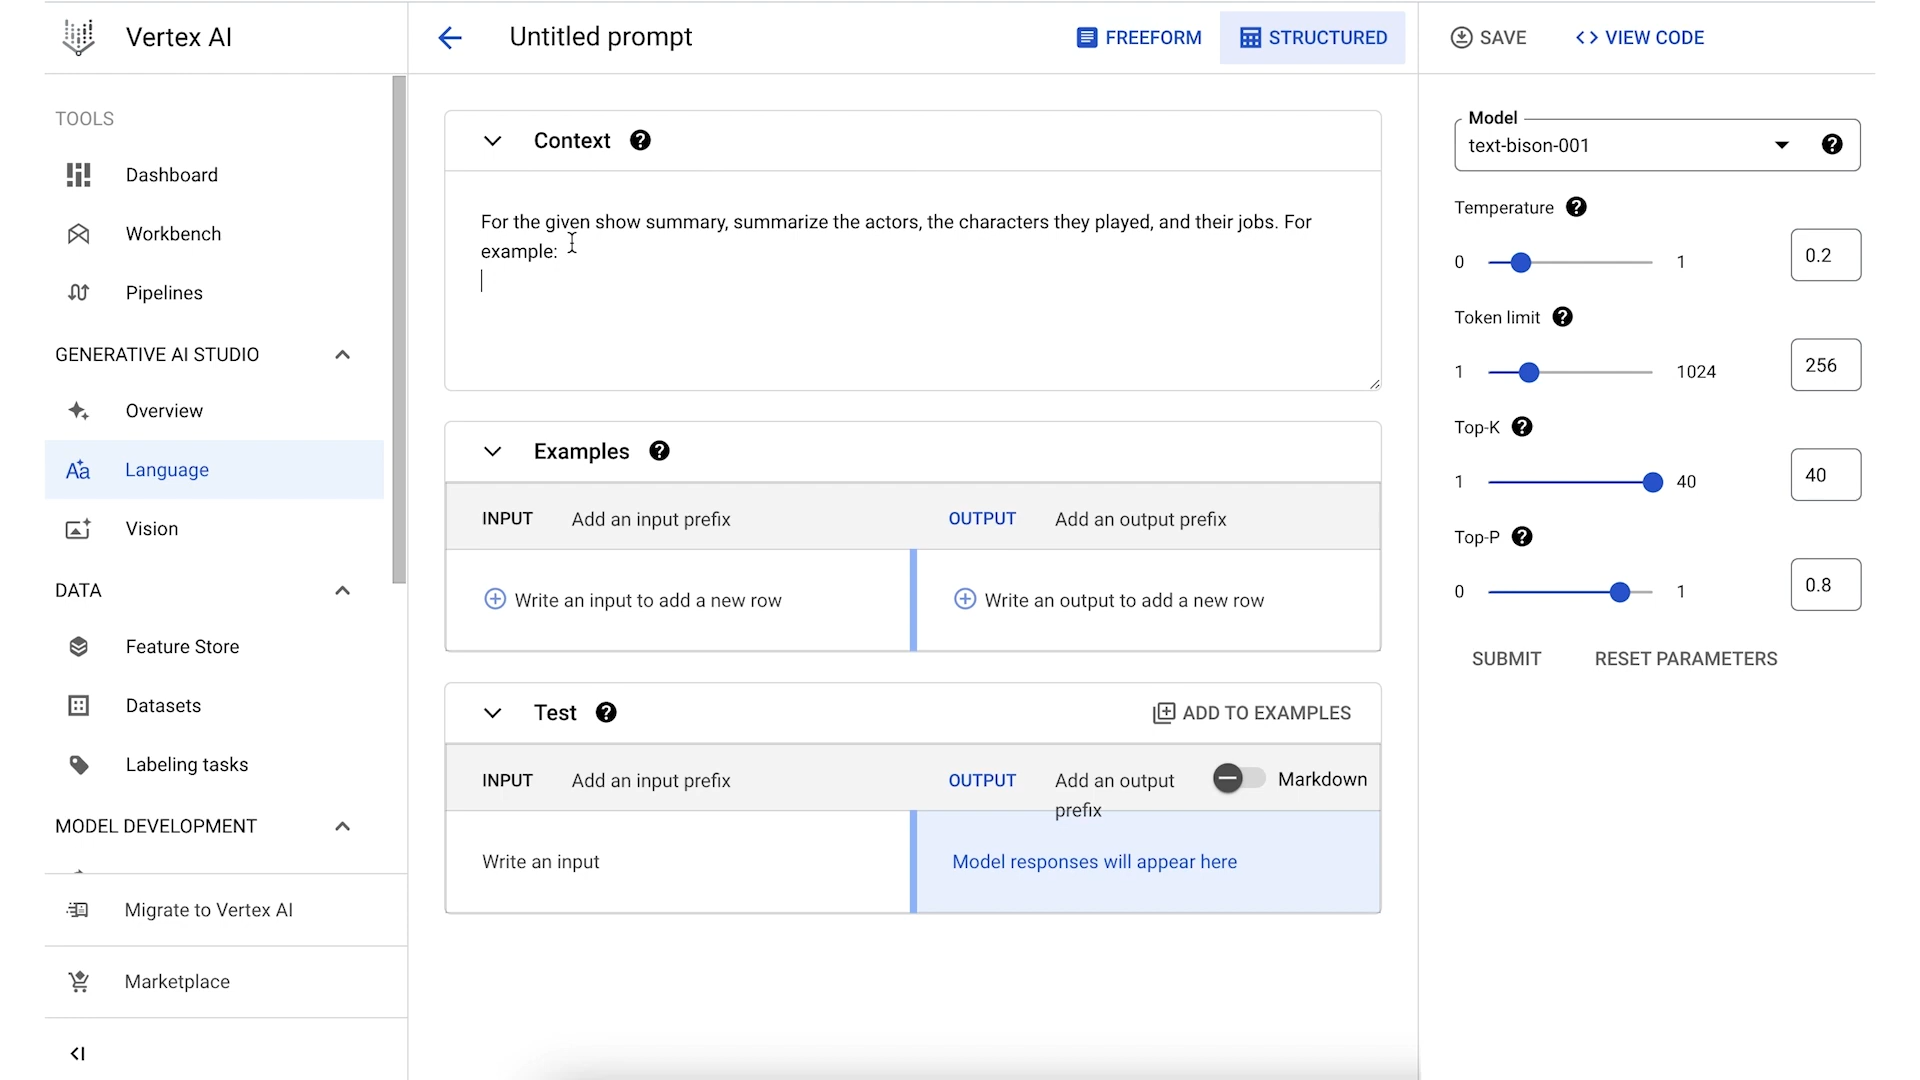 Vertex AI
Untitled prompt
FREEFORM
STRUCTURED
SAVE
VIEW CODE
TOOLS
Dashboard
Workbench
Pipelines
GENERATIVE AI STUDIO
Overview
Language
Vision
DATA
Feature Store
Datasets
Labeling tasks
MODEL DEVELOPMENT
Migrate to Vertex AI
Marketplace
Context
For the given show summary, summarize the actors, the characters they played, and their jobs. For
example:
Examples
INPUT Add an input prefix
OUTPUT Add an output prefix
Write an input to add a new row
Write an output to add a new row
Test
ADD TO EXAMPLES
INPUT Add an input prefix
OUTPUT Add an output
prefix
Markdown
Write an input
Model responses will appear here
Model
text-bison-001
Temperature
0 1 0.2
Token limit
1 1024 256
Top-K
1 40 40
Top-P
0 1 0.8
SUBMIT
RESET PARAMETERS